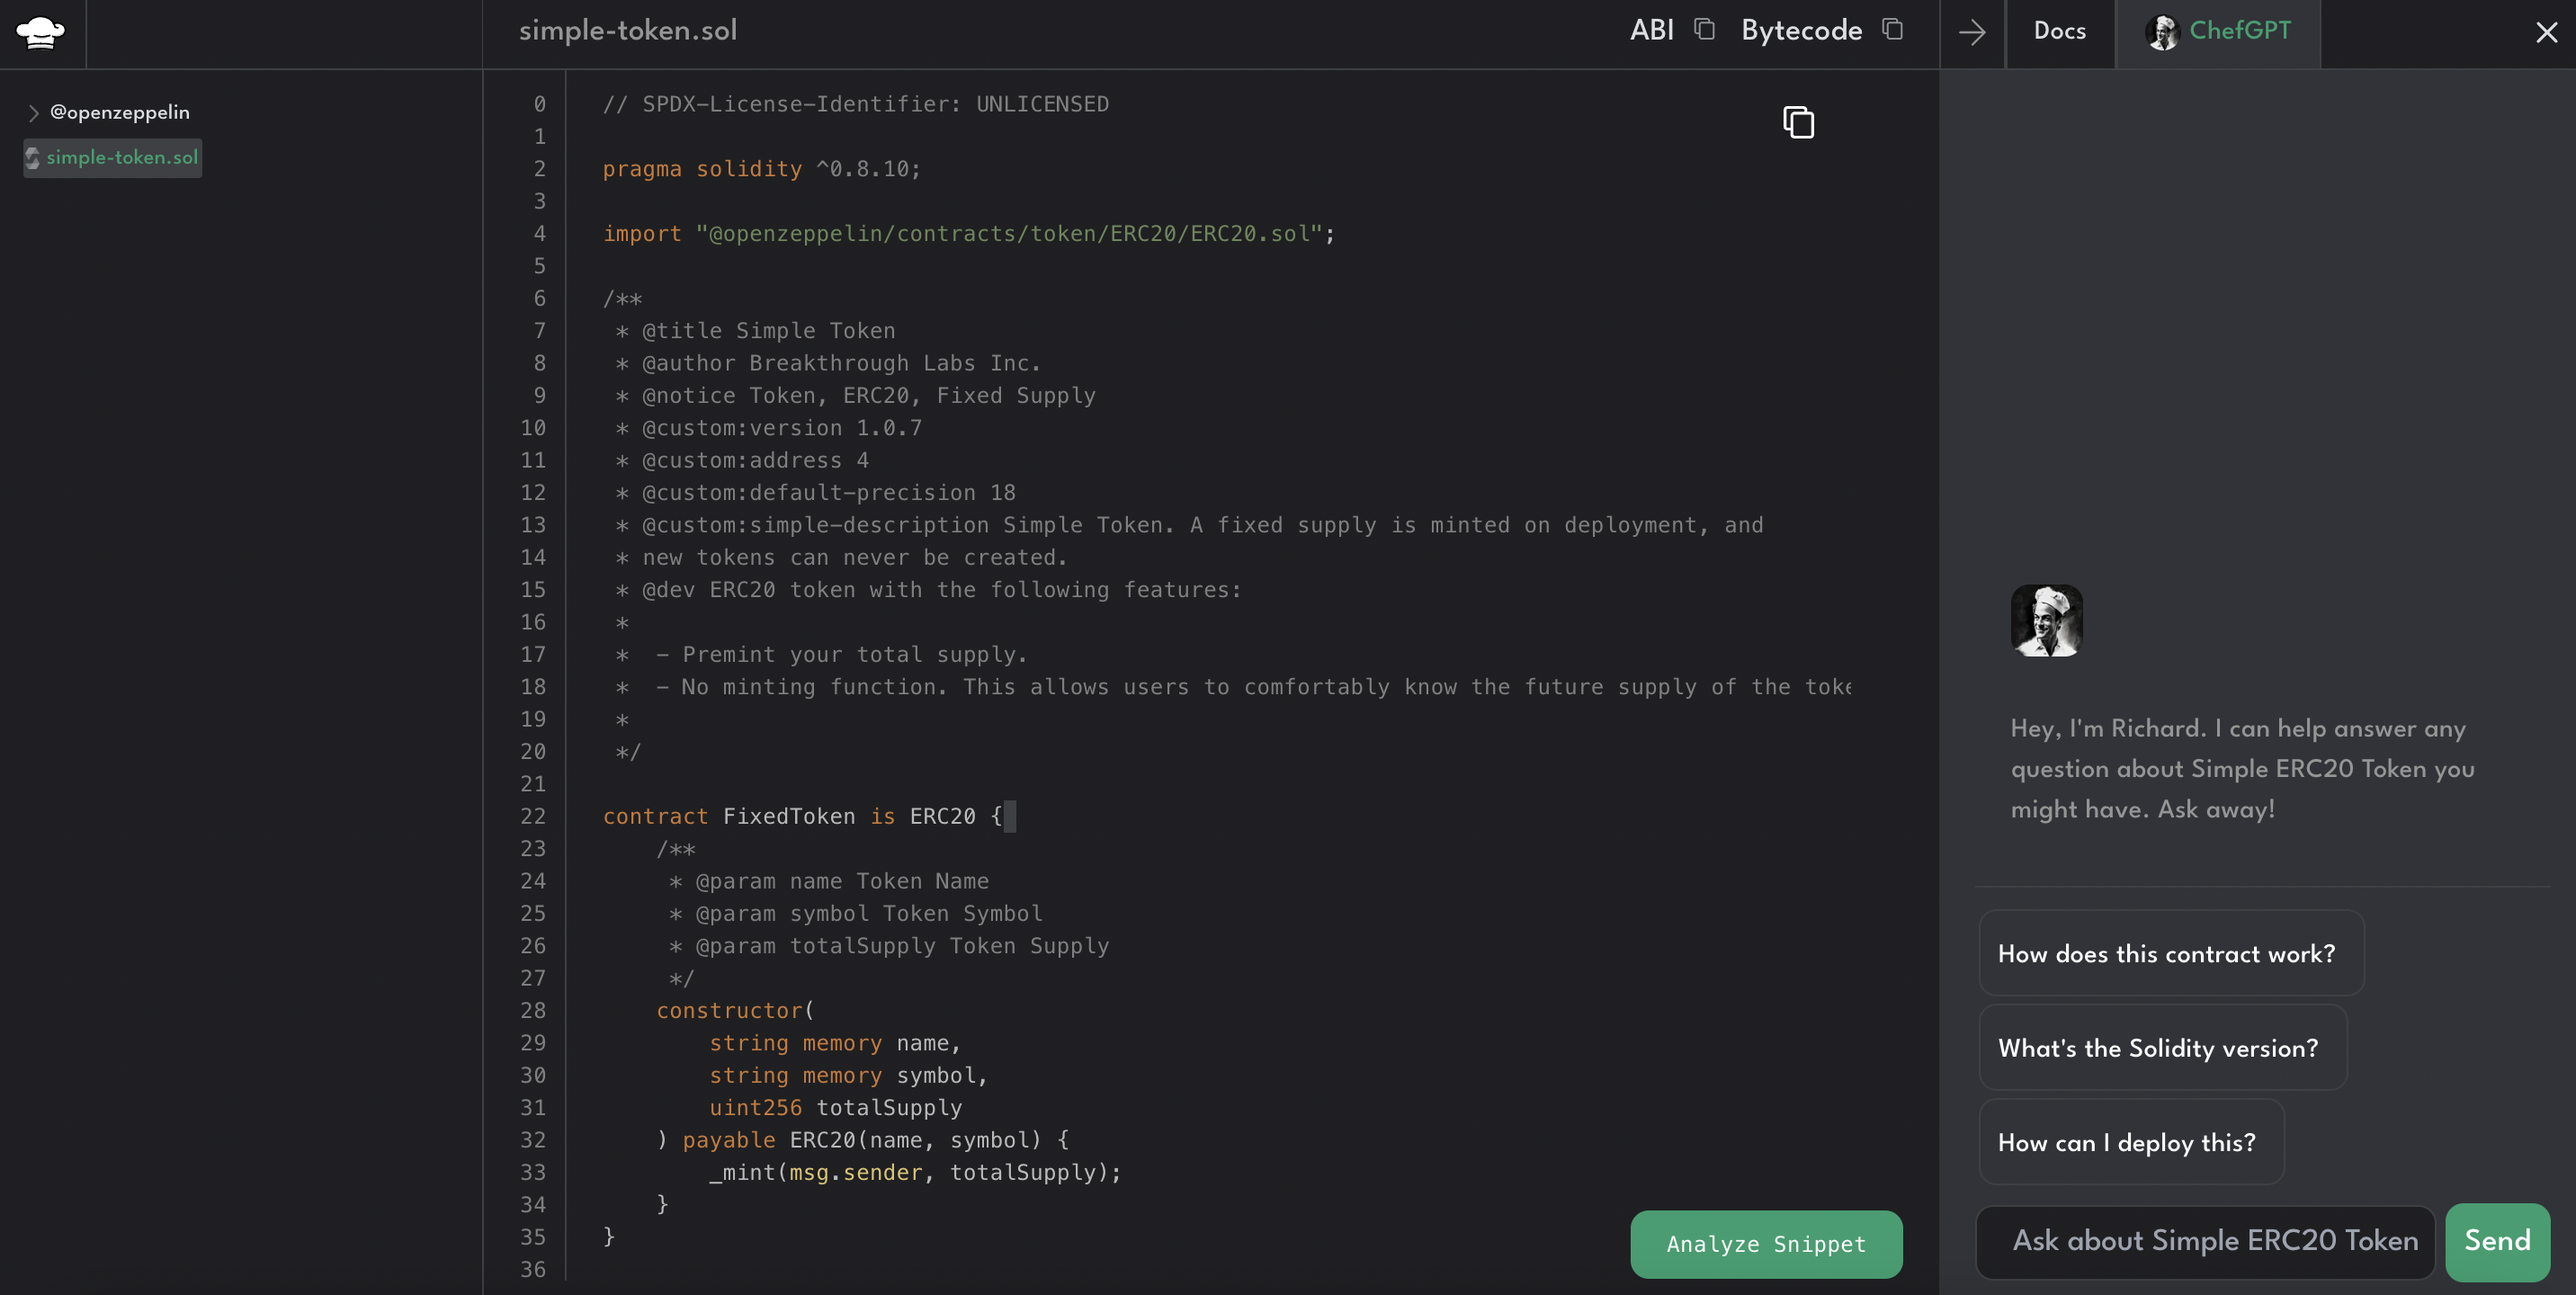 simple-token.sol
ABI
Bytecode
Docs
ChefGPT
@openzeppelin
simple-token.sol
0 // SPDX-License-Identifier: UNLICENSED
1
2 pragma solidity ^0.8.10;
3
4 import "@openzeppelin/contracts/token/ERC20/ERC20.sol";
5
6 /**
7 * @title Simple Token
8 * @author Breakthrough Labs Inc.
9 * @notice Token, ERC20, Fixed Supply
10 * @custom:version 1.0.7
11 * @custom:address 4
12 * @custom:default-precision 18
13 * @custom:simple-description Simple Token. A fixed supply is minted on deployment, and
14 * new tokens can never be created.
15 * @dev ERC20 token with the following features:
16 *
17 * - Premint your total supply.
18 * - No minting function. This allows users to comfortably know the future supply of the
19 *
20 */
21
22 contract FixedToken is ERC20 {
23 /**
24 * @param name Token Name
25 * @param symbol Token Symbol
26 * @param totalSupply Token Supply
27 */
28 constructor(
29 string memory name,
30 string memory symbol,
31 uint256 totalSupply
32 ) payable ERC20(name, symbol) {
33 _mint(msg.sender, totalSupply);
34 }
35 }
36
Analyze Snippet
Hey, I'm Richard. I can help answer any
question about Simple ERC20 Token you
might have. Ask away!
How does this contract work?
What's the Solidity version?
How can I deploy this?
Ask about Simple ERC20 Token
Send